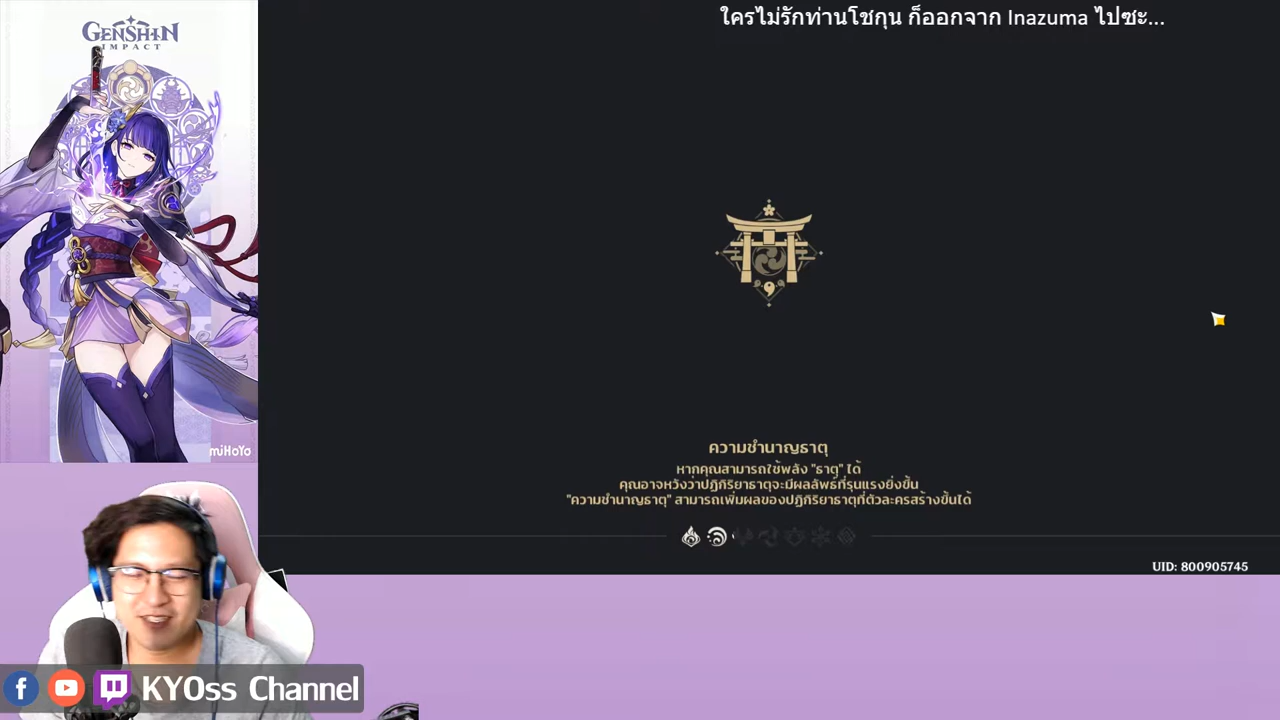 GENSHIN
IMPACT
ใครไม่รักท่านโชกุน ก็ออกจาก Inazuma ไปซะ...
miHoYo
ความชำนาญธาตุ
หากคุณสามารถใช้พลัง "ธาตุ" ได้
คุณอาจหวังว่าปฏิกิริยาธาตุจะมีผลลัพธ์ที่รุนแรงยิ่งขึ้น
"ความชำนาญธาตุ" สามารถเพิ่มผลของปฏิกิริยาธาตุที่ตัวละครสร้างขึ้นได้
UID: 800905745
KYOss Channel